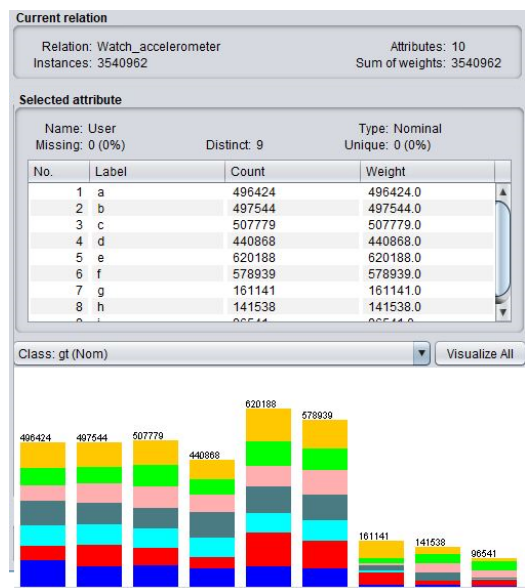 Current relation
Relation: Watch_accelerometer Attributes: 10
Instances: 3540962 Sum of weights: 3540962
Selected attribute
Name: User Type: Nominal
Missing: 0 (0%) Distinct: 9 Unique: 0 (0%)
No. Label Count Weight
1 a 496424 496424.0
2 b 497544 497544.0
3 c 507779 507779.0
4 d 440868 440868.0
5 e 620188 620188.0
6 f 578939 578939.0
7 g 161141 161141.0
8 h 141538 141538.0
Class: gt (Nom) Visualize All
496424 497544 507779 440868 620188 578939 161141 141538 96541